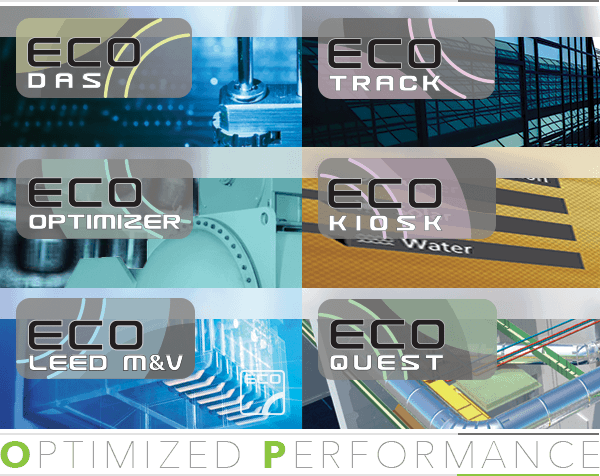 ECO
DAS
ECO
TRACK
ECO
OPTIMIZER
ECO
KIOSK
Water
ECO
LEED M&V
ECO
ECO
QUEST
OPTIMIZED PERFORMANCE